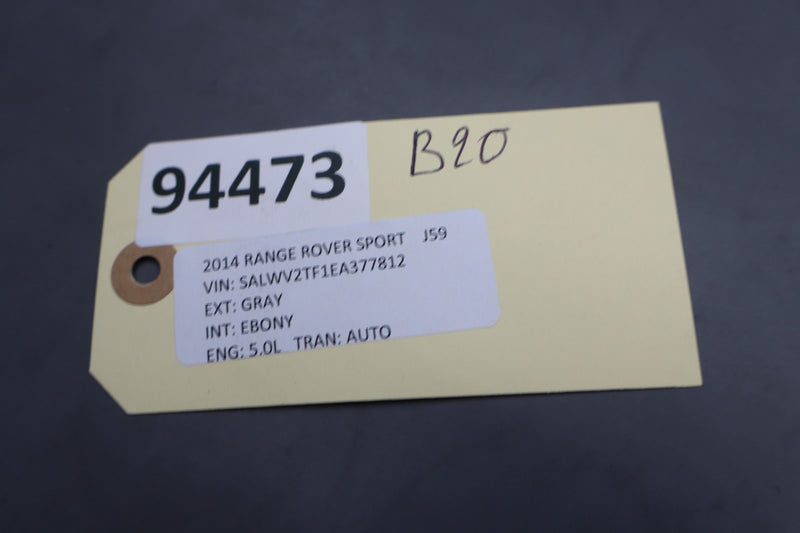 94473
B20
2014 RANGE ROVER SPORT J59
VIN: SALWV2TF1EA377812
EXT: GRAY
INT: EBONY
ENG: 5.0L TRAN: AUTO